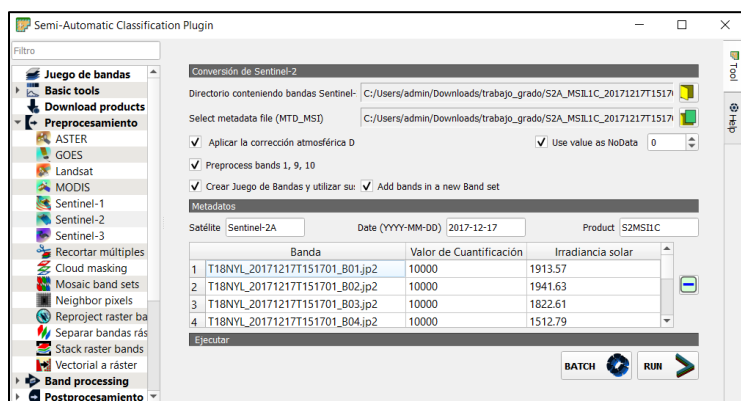 Semi-Automatic Classification Plugin
Filtro
Juego de bandas
Basic tools
Download products
Preprocesamiento
ASTER
GOES
Landsat
MODIS
Sentinel-1
Sentinel-2
Sentinel-3
Recortar múltiples
Cloud masking
Mosaic band sets
Neighbor pixels
Reproject raster ba
Separar bandas rás
Stack raster bands
Vectorial a ráster
Band processing
Postprocesamiento
Conversión de Sentinel-2
Directorio conteniendo bandas Sentinel- C:/Users/admin/Downloads/trabajo_grado/S2A_MSIL1C_20171217T1517
Select metadata file (MTD_MSI) C:/Users/admin/Downloads/trabajo_grado/S2A_MSIL1C_20171217T1517
Aplicar la corrección atmosférica D Use value as NoData 0
Preprocess bands 1, 9, 10
Crear Juego de Bandas y utilizar su: Add bands in a new Band set
Metadatos
Satélite Sentinel-2A Date (YYYY-MM-DD) 2017-12-17 Product S2MSI1C
Banda Valor de Cuantificación Irradiancia solar
1 T18NYL_20171217T151701_B01.jp2 10000 1913.57
2 T18NYL_20171217T151701_B02.jp2 10000 1941.63
3 T18NYL_20171217T151701_B03.jp2 10000 1822.61
4 T18NYL_20171217T151701_B04.jp2 10000 1512.79
Ejecutar
BATCH RUN
Tool
Help